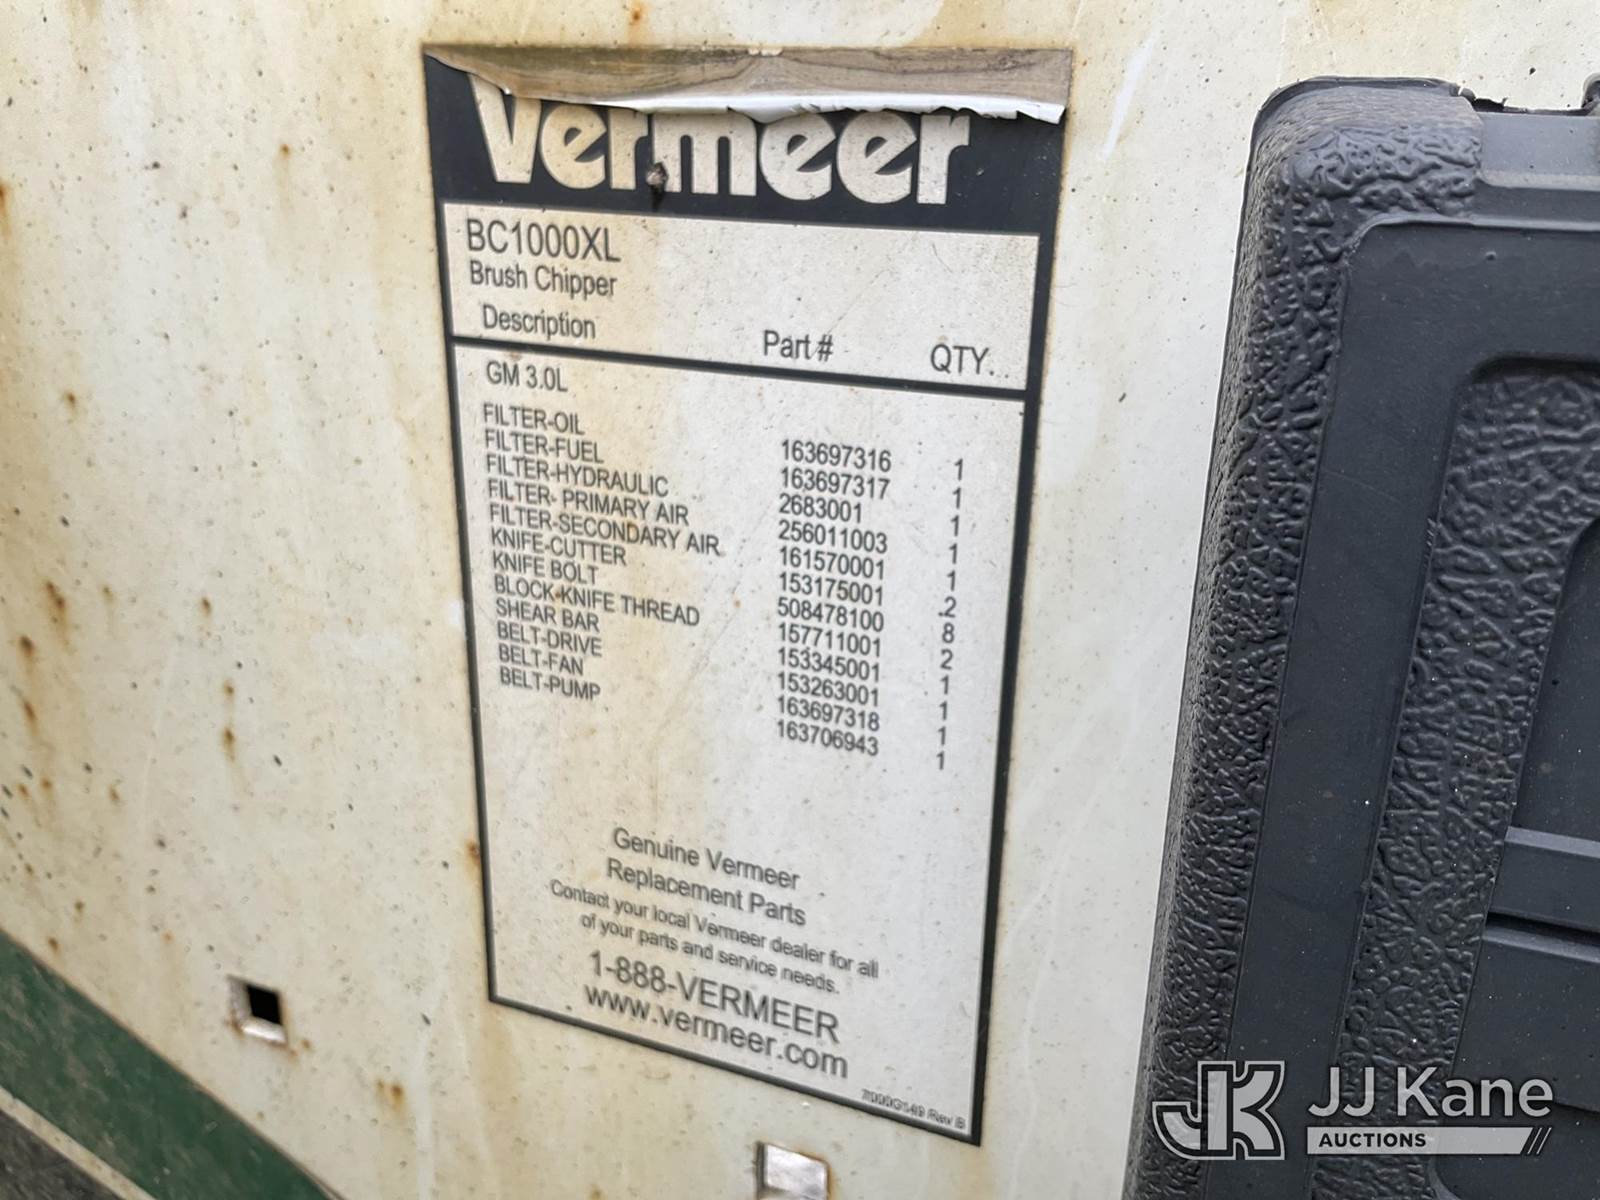 Vermeer
BC1000XL
Brush Chipper
Description Part # QTY.
GM 3.0L
FILTER-OIL 163697316 1
FILTER-FUEL 163697317 1
FILTER-HYDRAULIC 2683001 1
FILTER- PRIMARY AIR 256011003 1
FILTER-SECONDARY AIR 161570001 1
KNIFE-CUTTER 153175001 2
KNIFE BOLT 508478100 8
BLOCK-KNIFE THREAD 157711001 2
SHEAR BAR 153345001 1
BELT-DRIVE 153263001 1
BELT-FAN 163697318 1
BELT-PUMP 163706943 1
Genuine Vermeer
Replacement Parts
Contact your local Vermeer dealer for all
of your parts and service needs.
1-888-VERMEER
www.vermeer.com
Rev B
JK JJ Kane
AUCTIONS